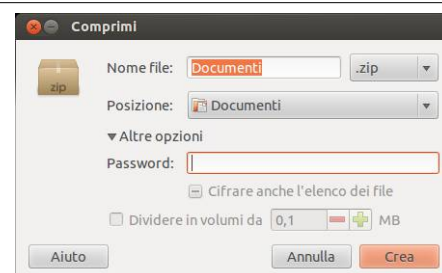 Comprimi
zip
Nome file: Documenti .zip
Posizione: Documenti
Altre opzioni
Password:
Cifrare anche l'elenco dei file
Dividere in volumi da 0,1 MB
Aiuto Annulla Crea